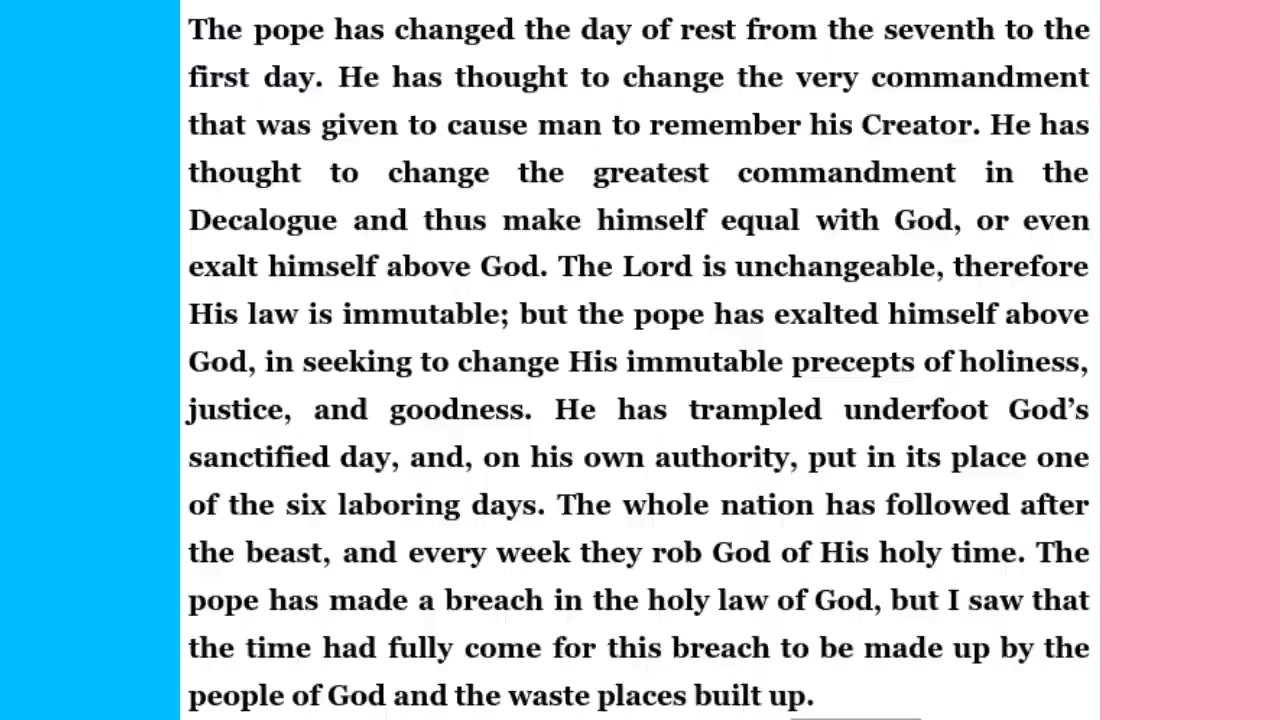 The pope has changed the day of rest from the seventh to the
first day. He has thought to change the very commandment
that was given to cause man to remember his Creator. He has
thought to change the greatest commandment in the
Decalogue and thus make himself equal with God, or even
exalt himself above God. The Lord is unchangeable, therefore
His law is immutable; but the pope has exalted himself above
God, in seeking to change His immutable precepts of holiness,
justice, and goodness. He has trampled underfoot God’s
sanctified day, and, on his own authority, put in its place one
of the six laboring days. The whole nation has followed after
the beast, and every week they rob God of His holy time. The
pope has made a breach in the holy law of God, but I saw that
the time had fully come for this breach to be made up by the
people of God and the waste places built up.